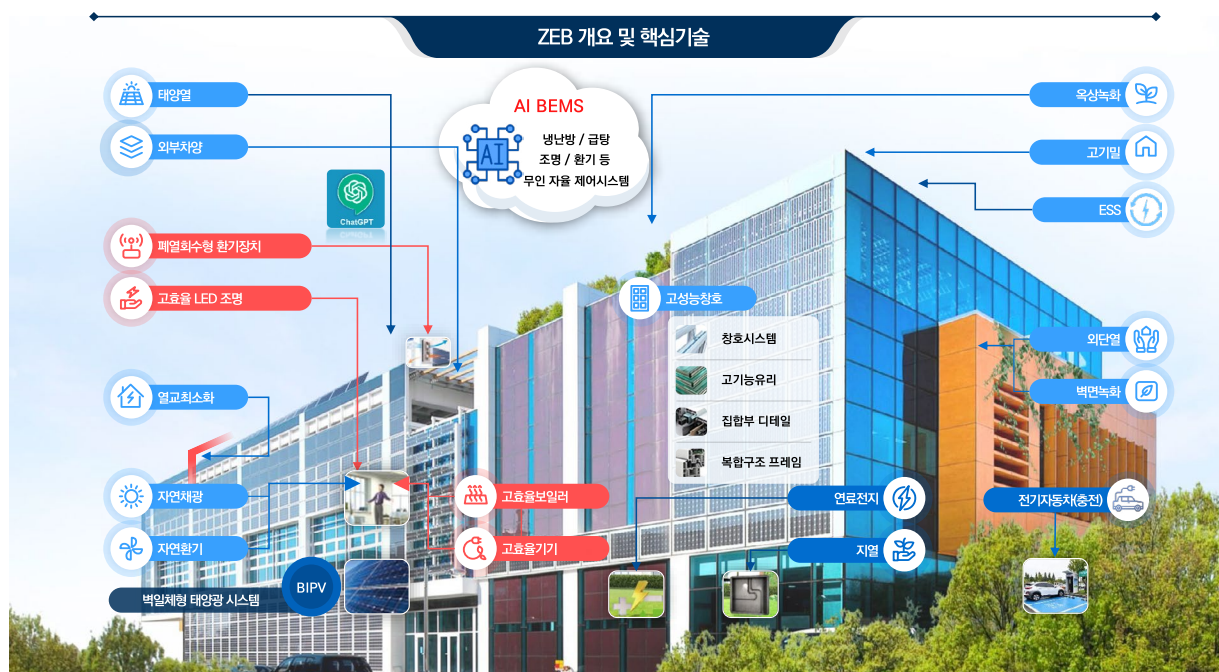 ZEB 개요 및 핵심기술
태양열
외부차양
AI BEMS
AI
냉난방 / 급탕
조명 / 환기 등
무인 자율 제어시스템
ChatGPT
옥상녹화
고기밀
ESS
폐열회수형 환기장치
고효율 LED 조명
고성능창호
창호시스템
고기능유리
집합부 디테일
복합구조 프레임
외단열
벽면녹화
열교최소화
자연채광
자연환기
고효율보일러
고효율기기
연료전지
지열
전기자동차(충전)
BIPV
벽일체형 태양광 시스템